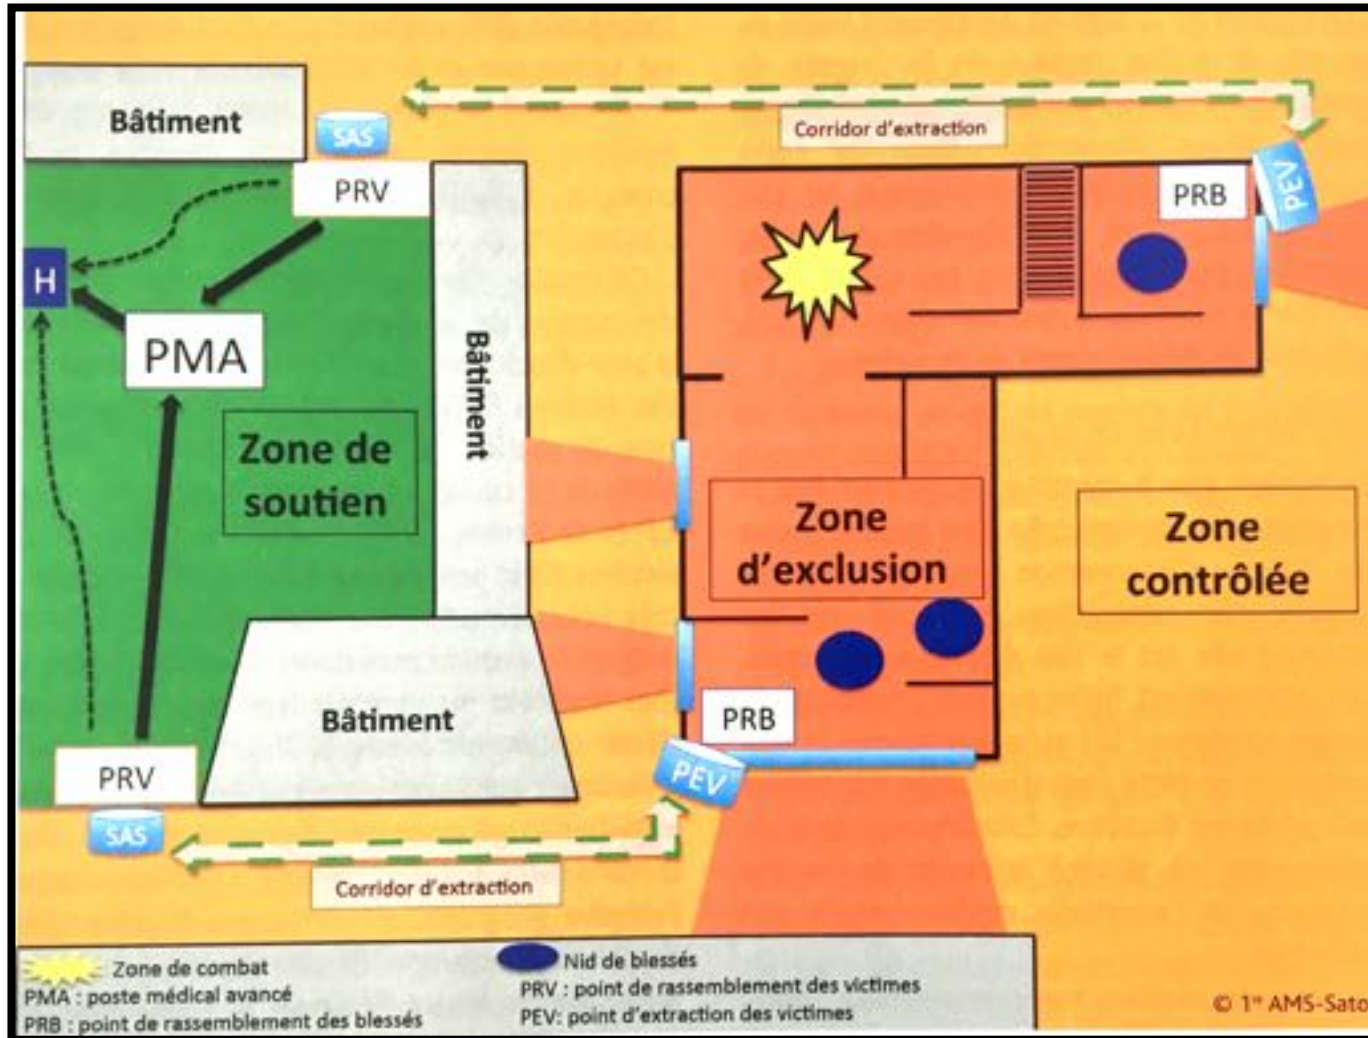 Bâtiment
SAS
Corridor d'extraction
PRV
PRB
PEV
H
PMA
Bâtiment
Zone de
soutien
Zone
d'exclusion
Zone
contrôlée
Bâtiment
PRB
PRV
PEV
SAS
Corridor d'extraction
Zone de combat
Nid de blessés
PMA : poste médical avancé
PRV : point de rassemblement des victimes
PRB : point de rassemblement des blessés
PEV: point d'extraction des victimes
© 1re AMS-Sato